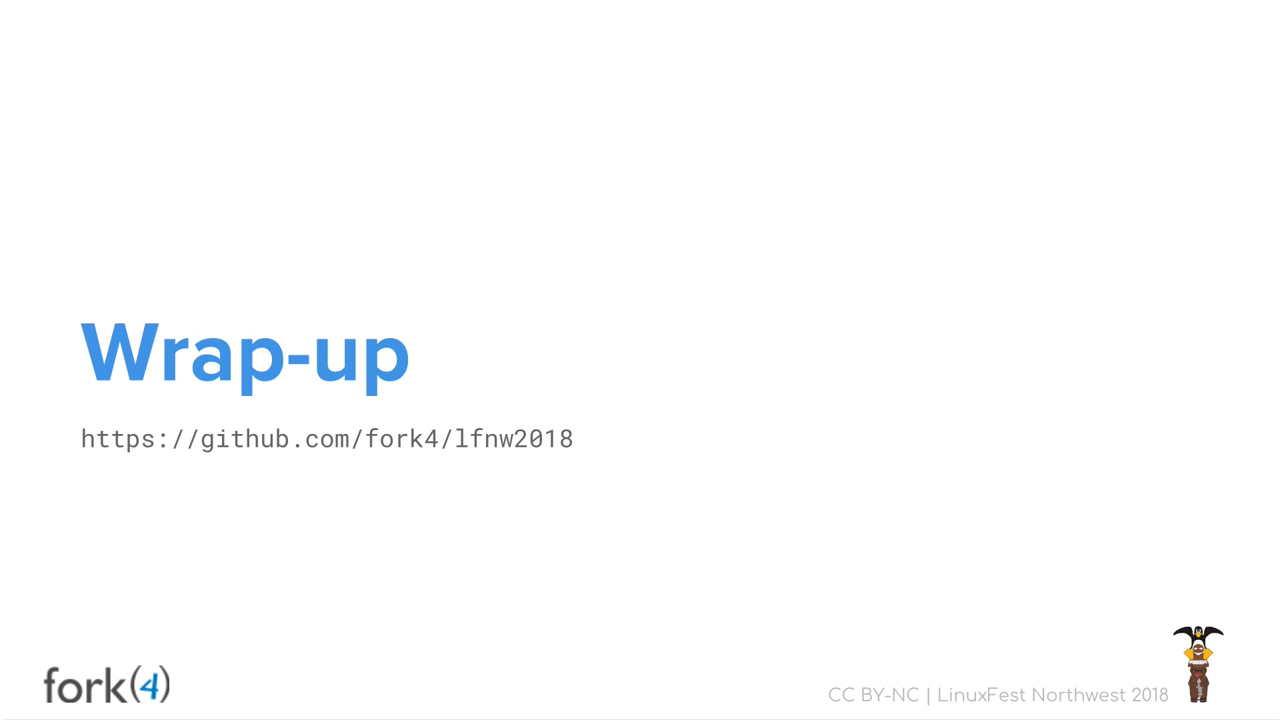 Wrap-up
https://github.com/fork4/lfnw2018
fork(4)
CC BY-NC | LinuxFest Northwest 2018